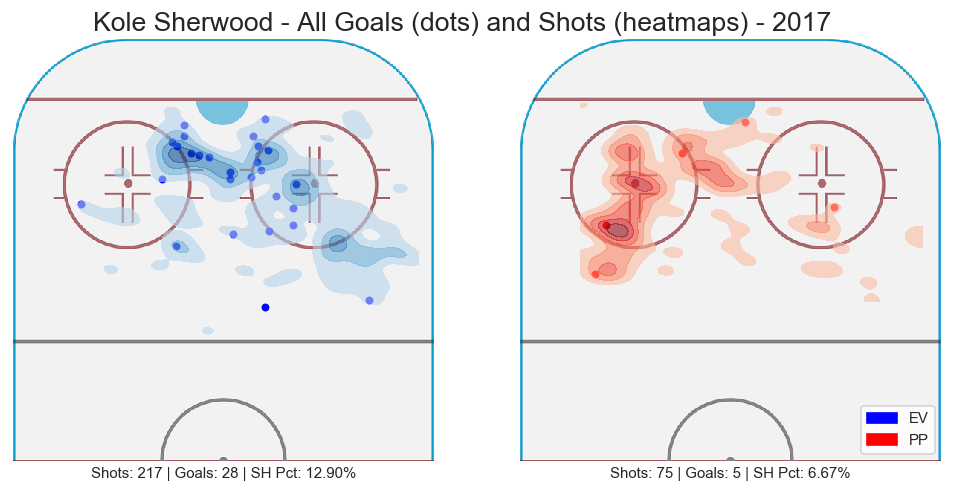 Kole Sherwood - All Goals (dots) and Shots (heatmaps) - 2017
EV
PP
Shots: 217 | Goals: 28 | SH Pct: 12.90%
Shots: 75 | Goals: 5 | SH Pct: 6.67%